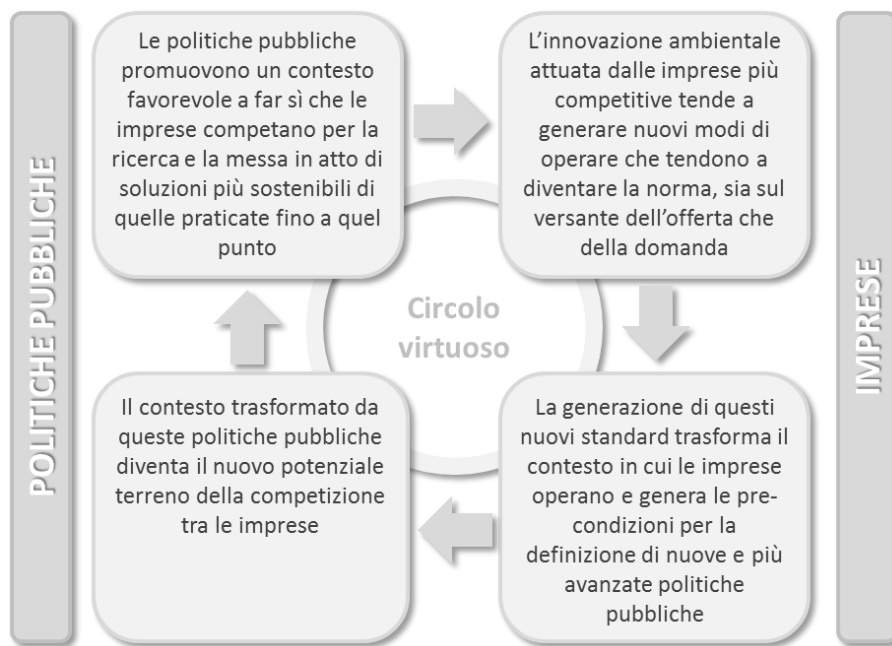 POLITICHE PUBBLICHE
Le politiche pubbliche
promuovono un contesto
favorevole a far sì che le
imprese competano per la
ricerca e la messa in atto di
soluzioni più sostenibili di
quelle praticate fino a quel
punto
L’innovazione ambientale
attuata dalle imprese più
competitive tende a
generare nuovi modi di
operare che tendono a
diventare la norma, sia sul
versante dell’offerta che
della domanda
Circolo
virtuoso
La generazione di questi
nuovi standard trasforma il
contesto in cui le imprese
operano e genera le pre-
condizioni per la
definizione di nuove e più
avanzate politiche
pubbliche
Il contesto trasformato da
queste politiche pubbliche
diventa il nuovo potenziale
terreno della competizione
tra le imprese
IMPRESE